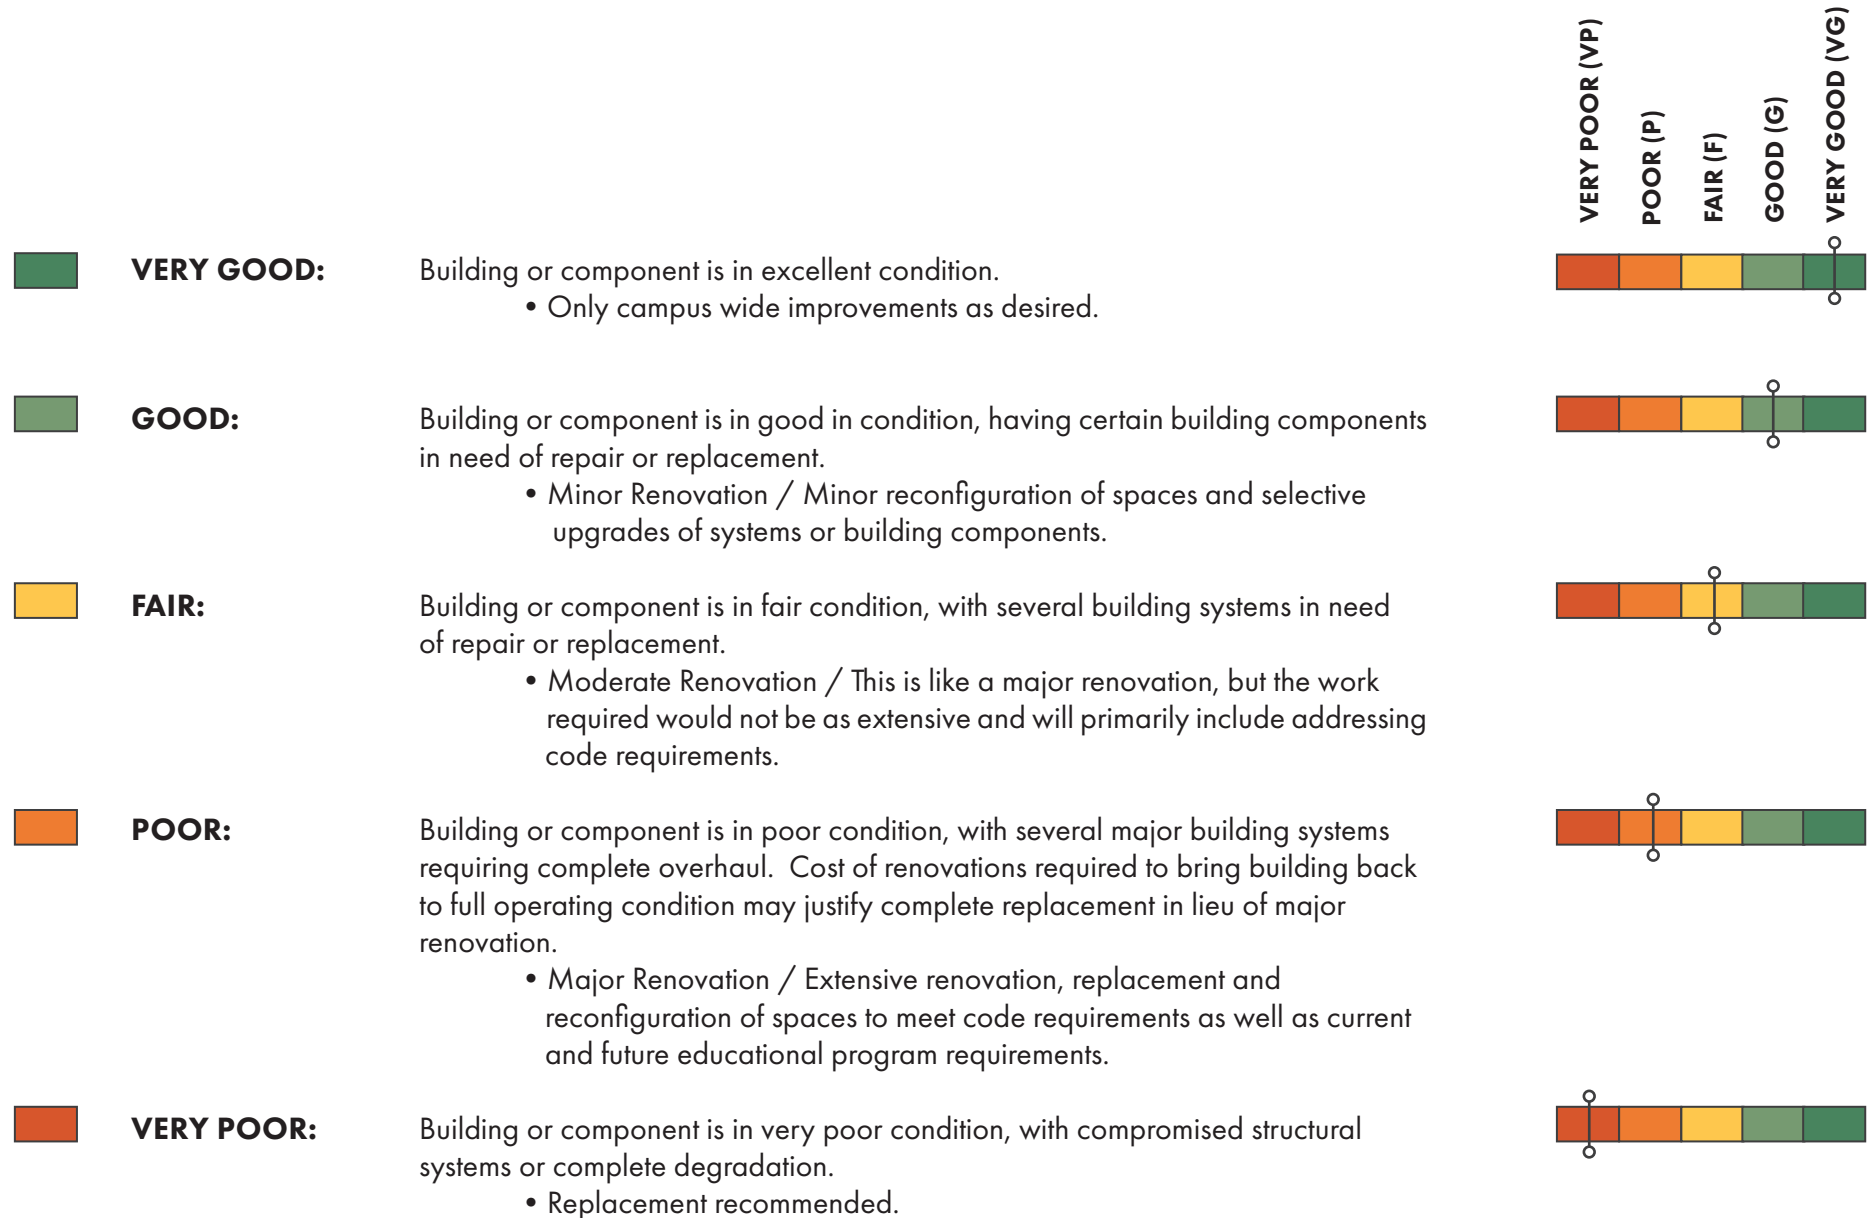 VERY POOR (VP)
POOR (P)
FAIR (F)
GOOD (G)
VERY GOOD (VG)
VERY GOOD:
Building or component is in excellent condition.
• Only campus wide improvements as desired.
GOOD:
Building or component is in good in condition, having certain building components
in need of repair or replacement.
• Minor Renovation / Minor reconfiguration of spaces and selective
upgrades of systems or building components.
FAIR:
Building or component is in fair condition, with several building systems in need
of repair or replacement.
• Moderate Renovation / This is like a major renovation, but the work
required would not be as extensive and will primarily include addressing
code requirements.
POOR:
Building or component is in poor condition, with several major building systems
requiring complete overhaul.  Cost of renovations required to bring building back
to full operating condition may justify complete replacement in lieu of major
renovation.
• Major Renovation / Extensive renovation, replacement and
reconfiguration of spaces to meet code requirements as well as current
and future educational program requirements.
VERY POOR:
Building or component is in very poor condition, with compromised structural
systems or complete degradation.
• Replacement recommended.